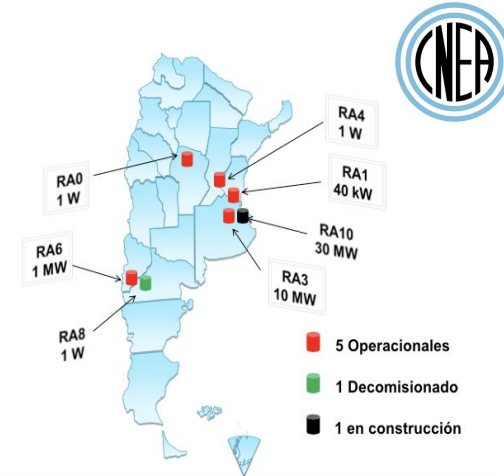 CNEA
RA4
1 W
RA0
1 W
RA1
40 kW
RA10
30 MW
RA6
1 MW
RA3
10 MW
RA8
1 W
5 Operacionales
1 Decomisionado
1 en construcción